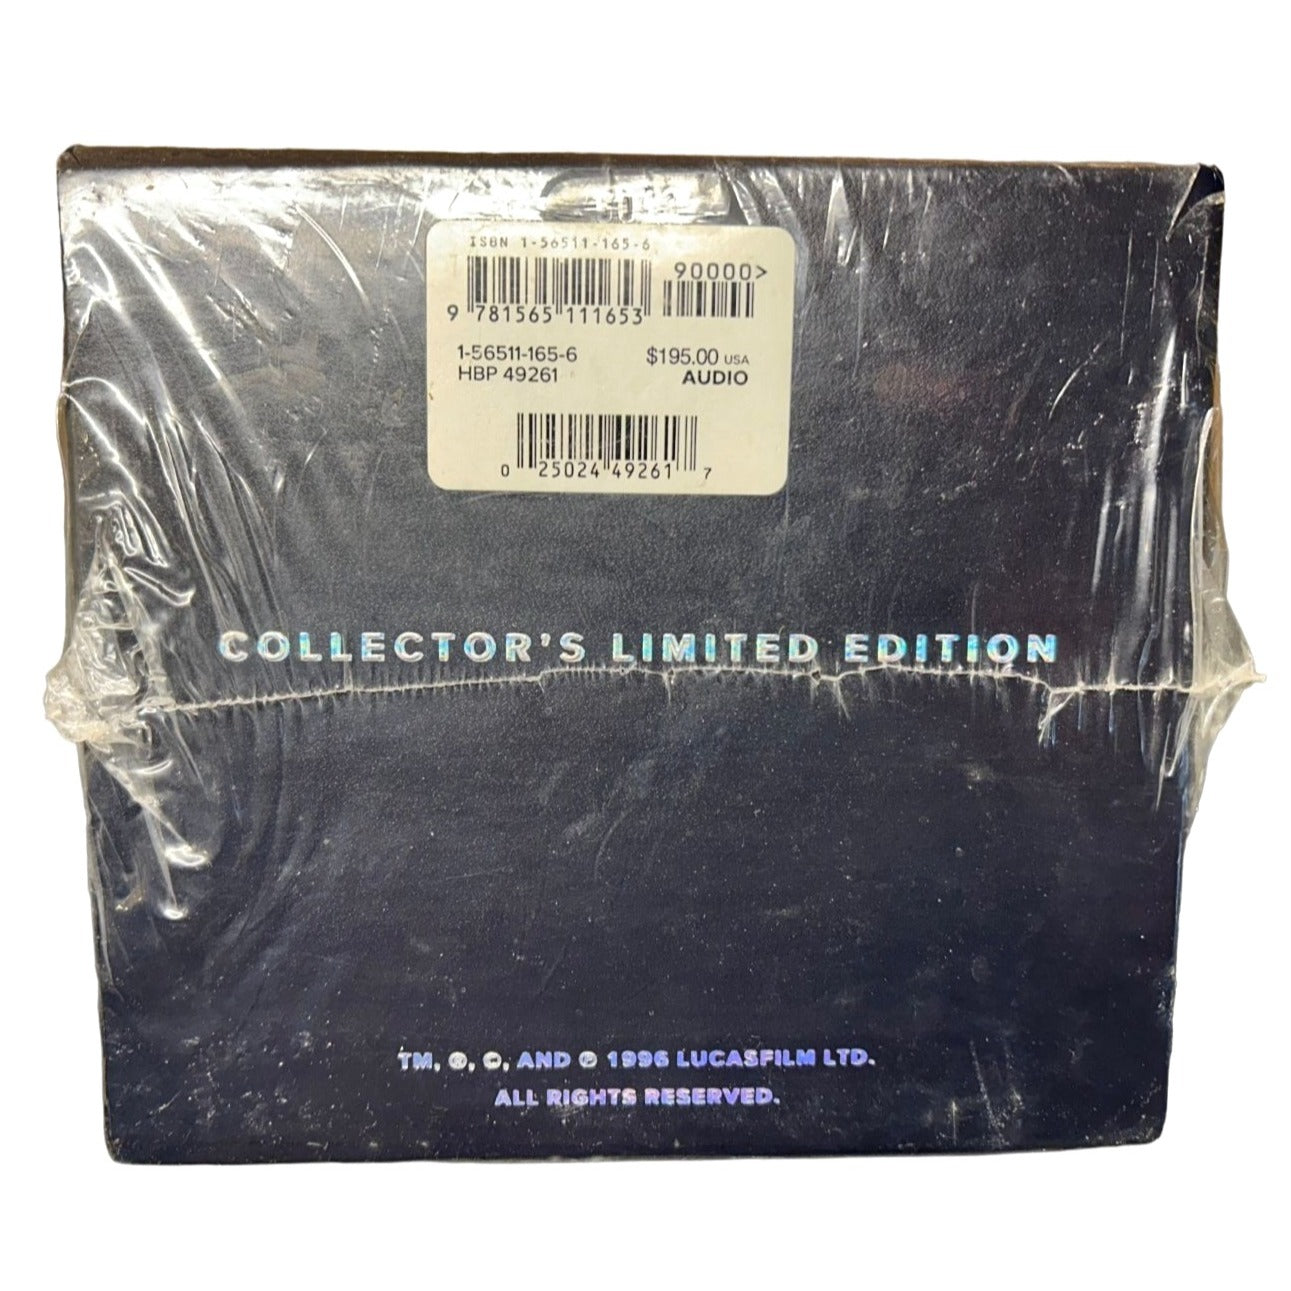 ISBN 1-56511-165-6
90000>
9 781565 111653
1-56511-165-6 $195.00 USA
HBP 49261 AUDIO
0 25024 49261 7
COLLECTOR'S LIMITED EDITION
TM, ®, ©, AND ℗ 1996 LUCASFILM LTD.
ALL RIGHTS RESERVED.